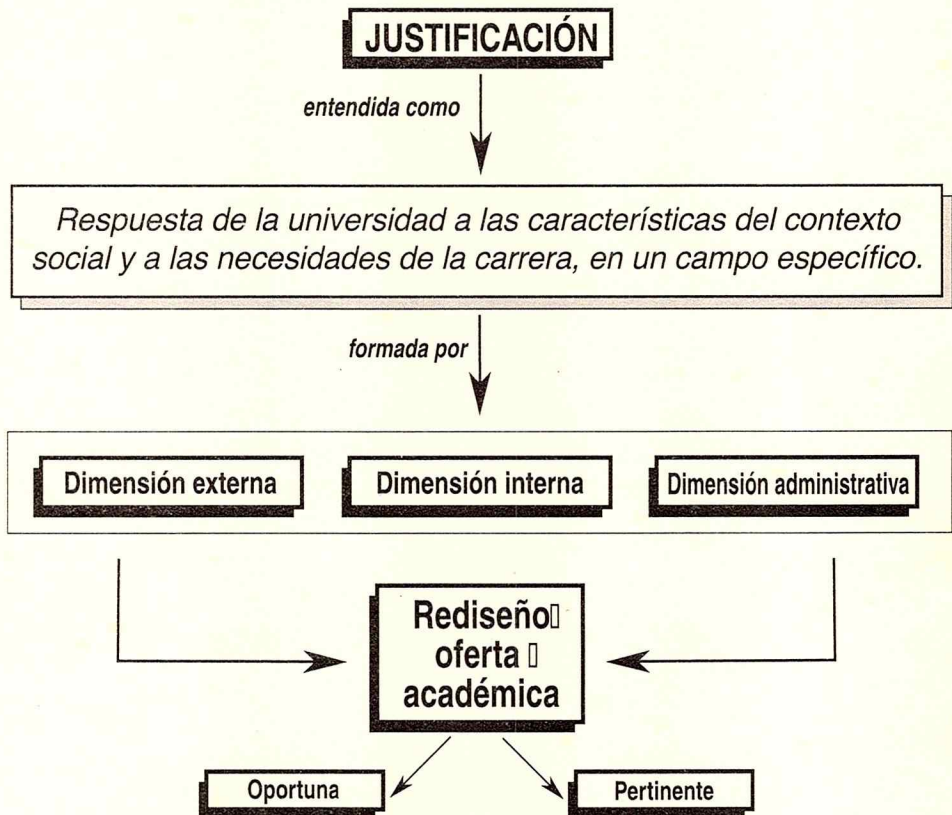 JUSTIFICACIÓN
entendida como
Respuesta de la universidad a las características del contexto
social y a las necesidades de la carrera, en un campo específico.
formada por
Dimensión externa
Dimensión interna
Dimensión administrativa
Rediseño▯
oferta ▯
académica
Oportuna
Pertinente